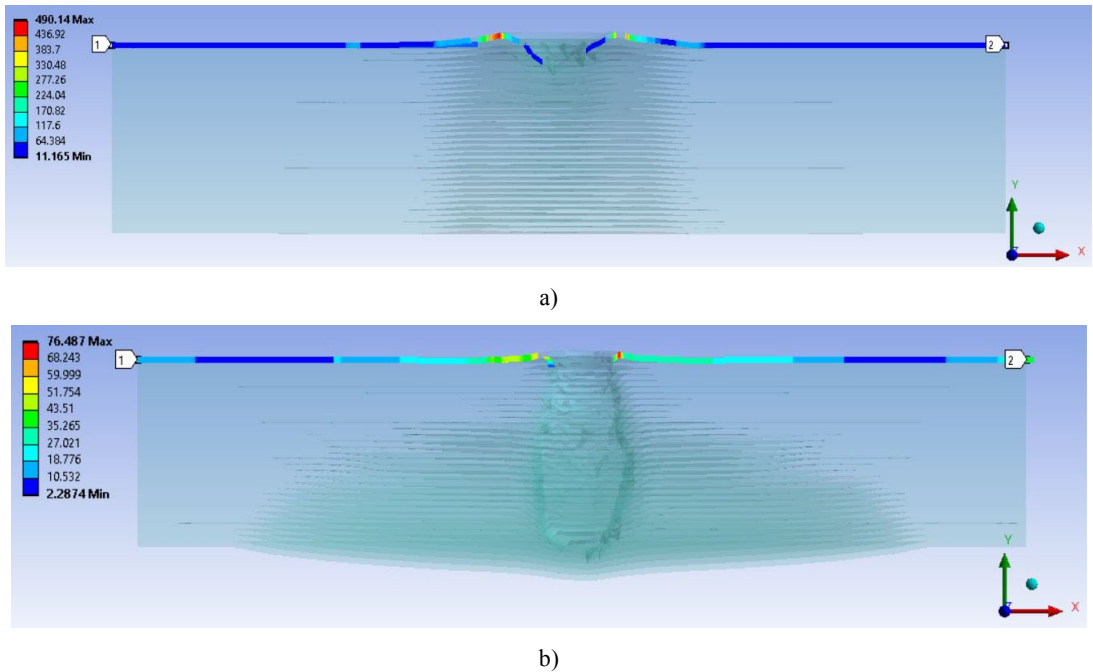 490.14 Max
436.92
383.7
330.48
277.26
224.04
170.82
117.6
64.384
11.165 Min
1
2
Y
X
a)
76.487 Max
68.243
59.999
51.754
43.51
35.265
27.021
18.776
10.532
2.2874 Min
1
2
Y
X
b)